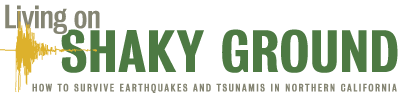 Living on
SHAKY GROUND
HOW TO SURVIVE EARTHQUAKES AND TSUNAMIS IN NORTHERN CALIFORNIA